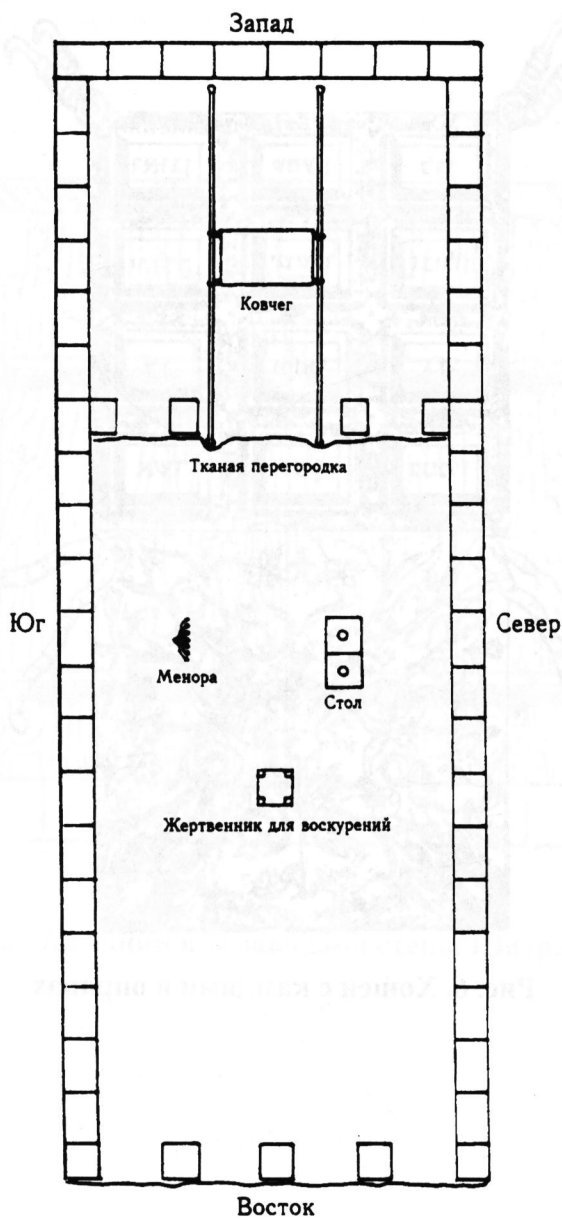 Запад
Ковчег
Тканая перегородка
Юг
Север
Менора
Стол
Жертвенник для воскурений
Восток